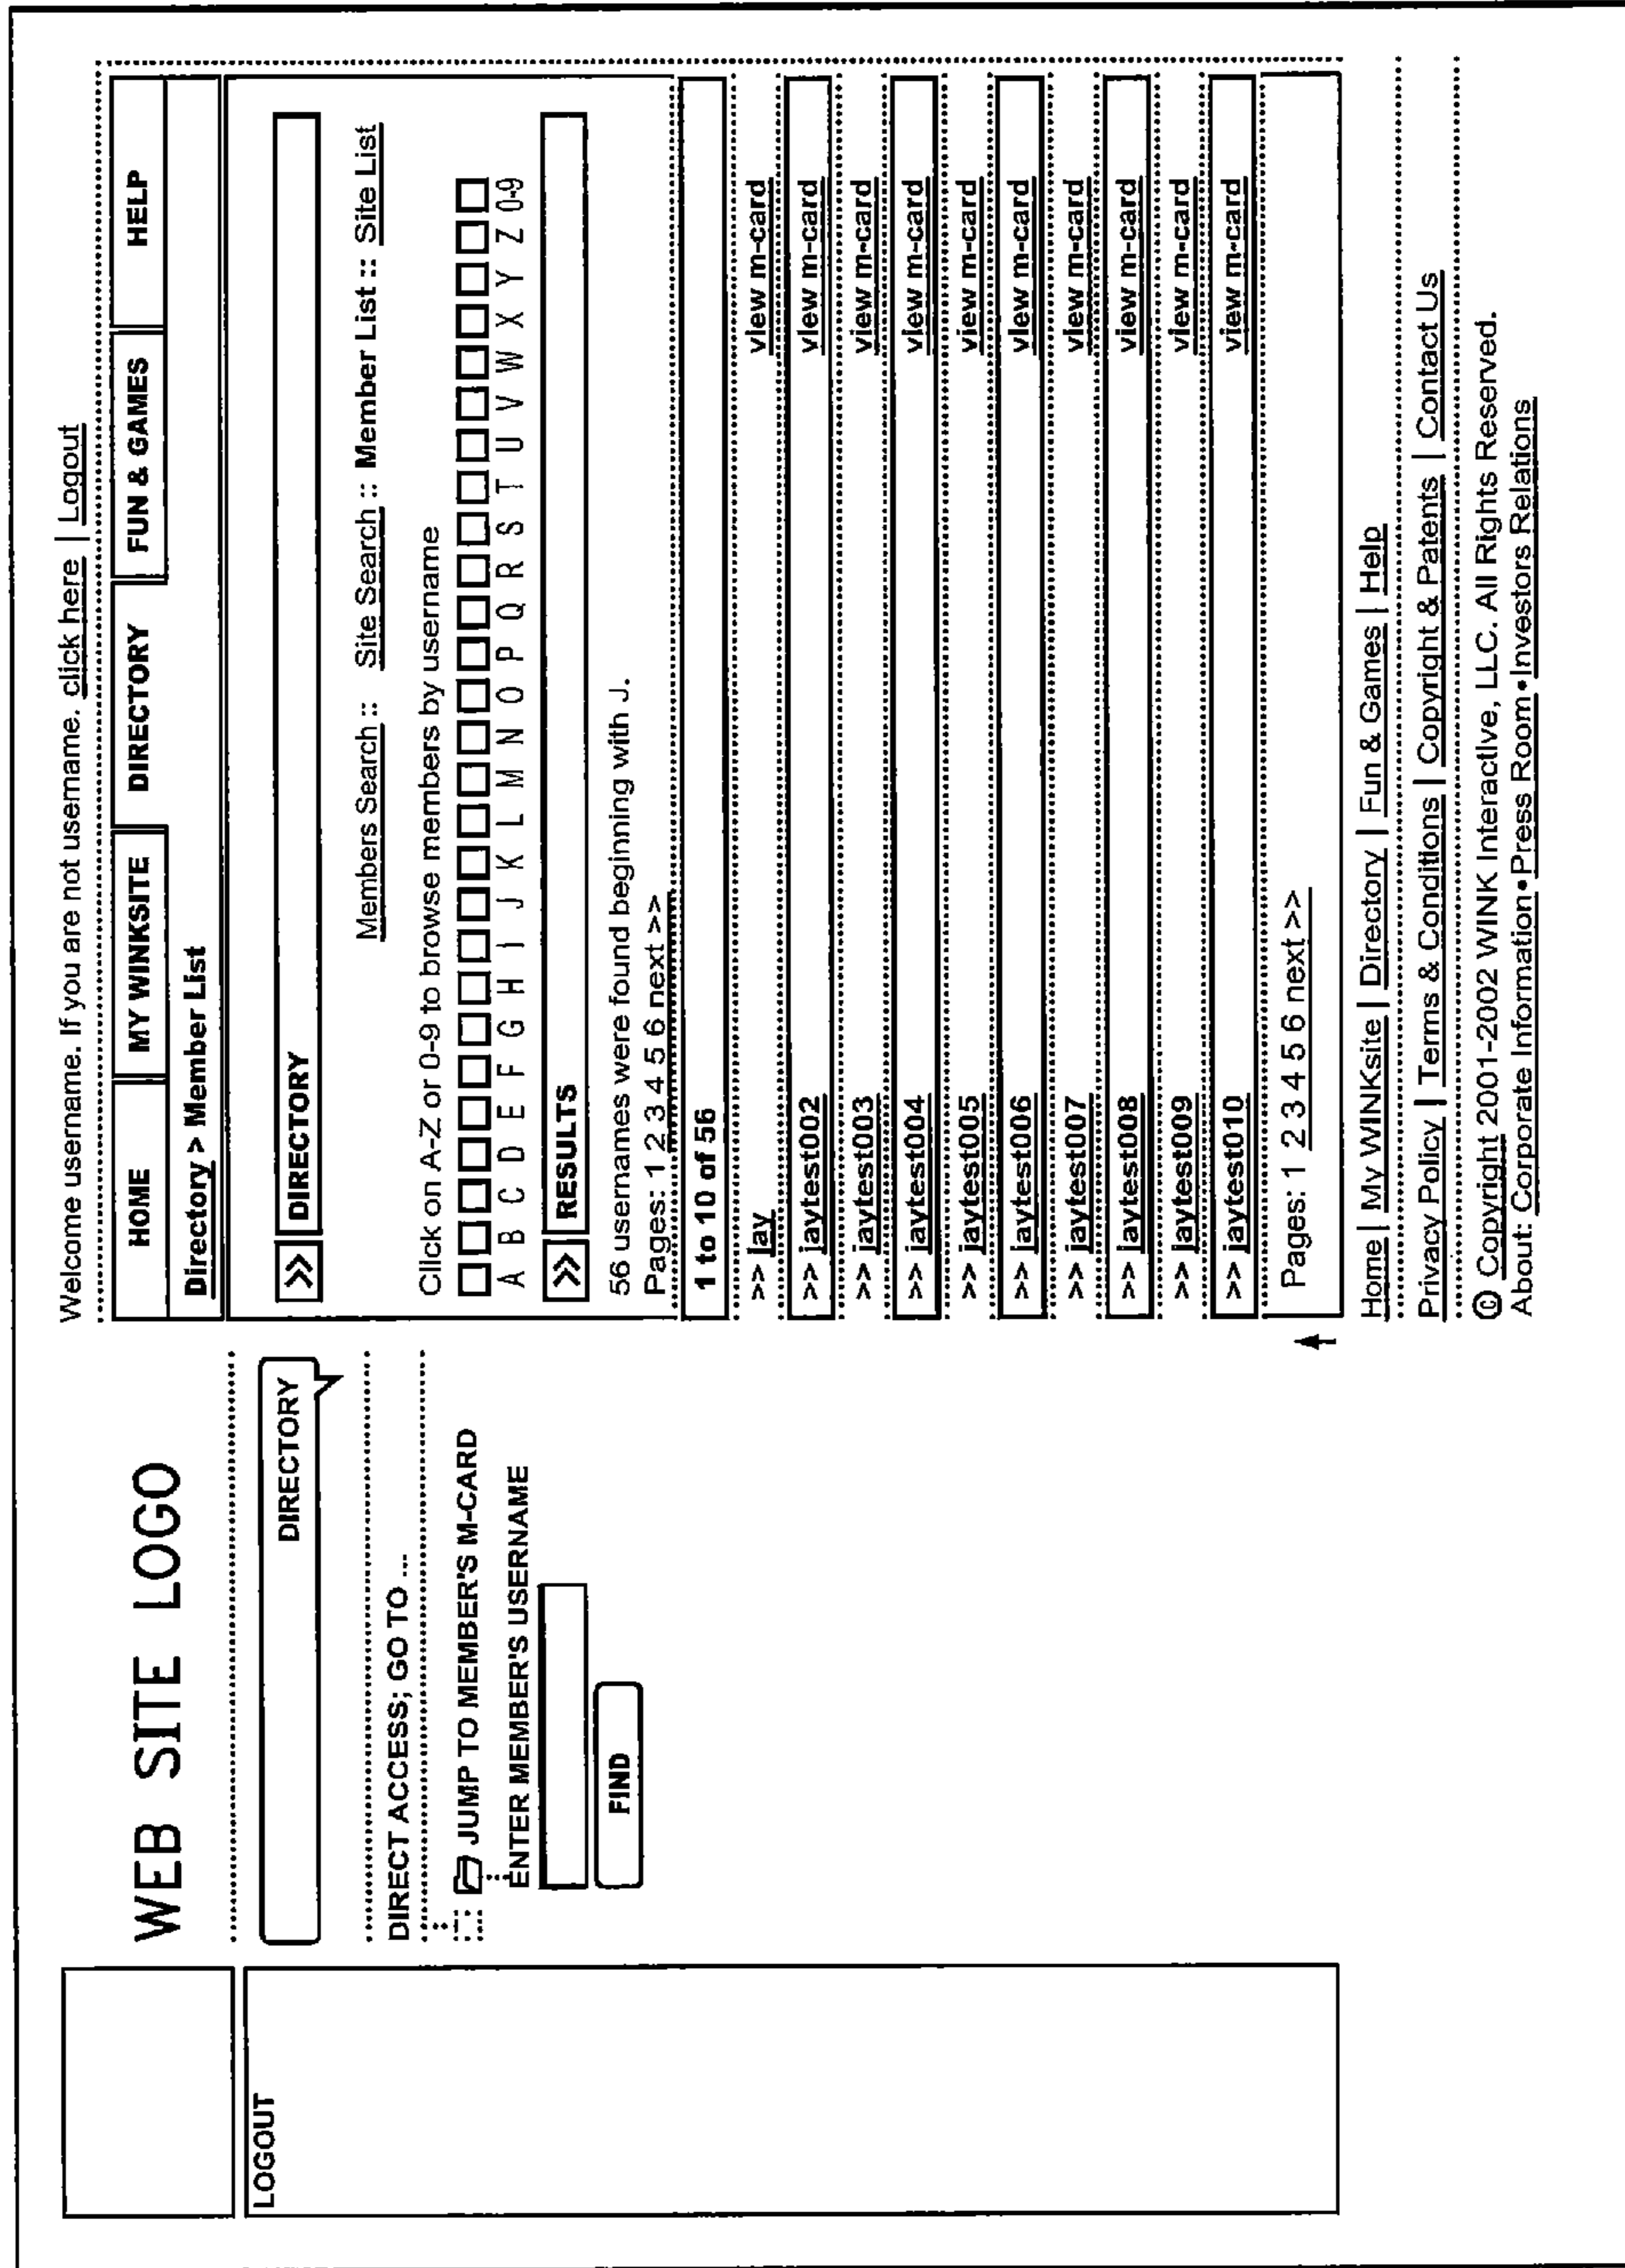 LOGOUT
WEB SITE LOGO
DIRECTORY
DIRECT ACCESS; GO TO ...
JUMP TO MEMBER'S M-CARD
ENTER MEMBER'S USERNAME
FIND
Welcome username. If you are not username. click here | Logout
HOME MY WINKSITE DIRECTORY FUN & GAMES HELP
Directory > Member List
>> DIRECTORY
Members Search :: Site Search :: Member List :: Site List
Click on A-Z or 0-9 to browse members by username
A B C D E F G H I J K L M N O P Q R S T U V W X Y Z 0-9
>> RESULTS
56 usernames were found beginning with J.
Pages: 1 2 3 4 5 6 next >>
1 to 10 of 56
>> jay view m-card
>> jaytest002 view m-card
>> jaytest003 view m-card
>> jaytest004 view m-card
>> jaytest005 view m-card
>> jaytest006 view m-card
>> jaytest007 view m-card
>> jaytest008 view m-card
>> jaytest009 view m-card
>> jaytest010 view m-card
Pages: 1 2 3 4 5 6 next >>
Home | My WINKsite | Directory | Fun & Games | Help
Privacy Policy | Terms & Conditions | Copyright & Patents | Contact Us
© Copyright 2001-2002 WINK Interactive, LLC. All Rights Reserved.
About: Corporate Information•Press Room•Investors Relations